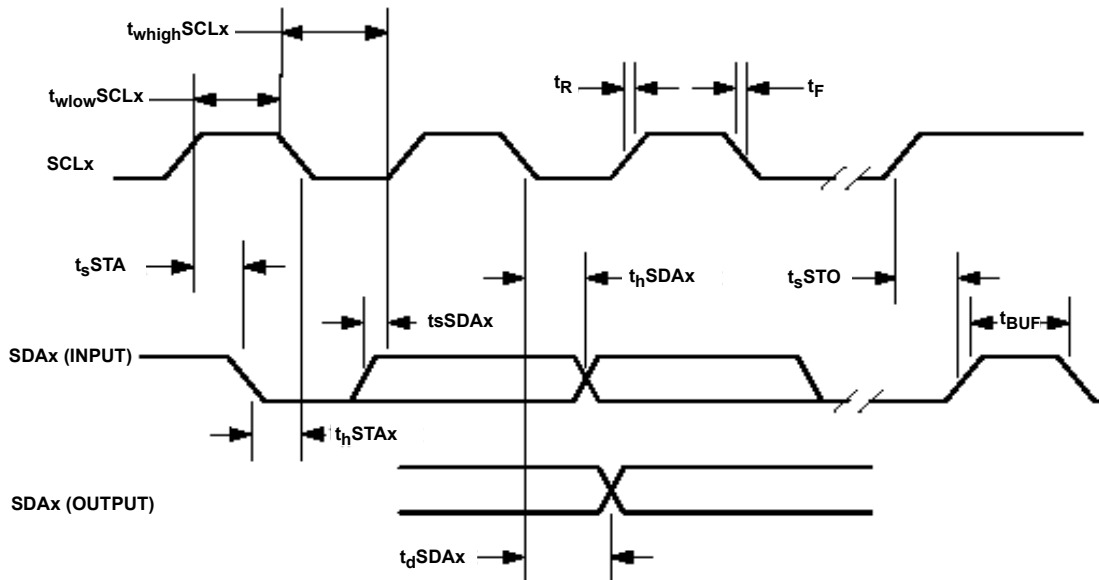 twhighSCLx
twlowSCLx
tR
tF
SCLx
tsSTA
thSDAx
tsSTO
tsSDAx
tBUF
SDAx (INPUT)
thSTAx
SDAx (OUTPUT)
tdSDAx